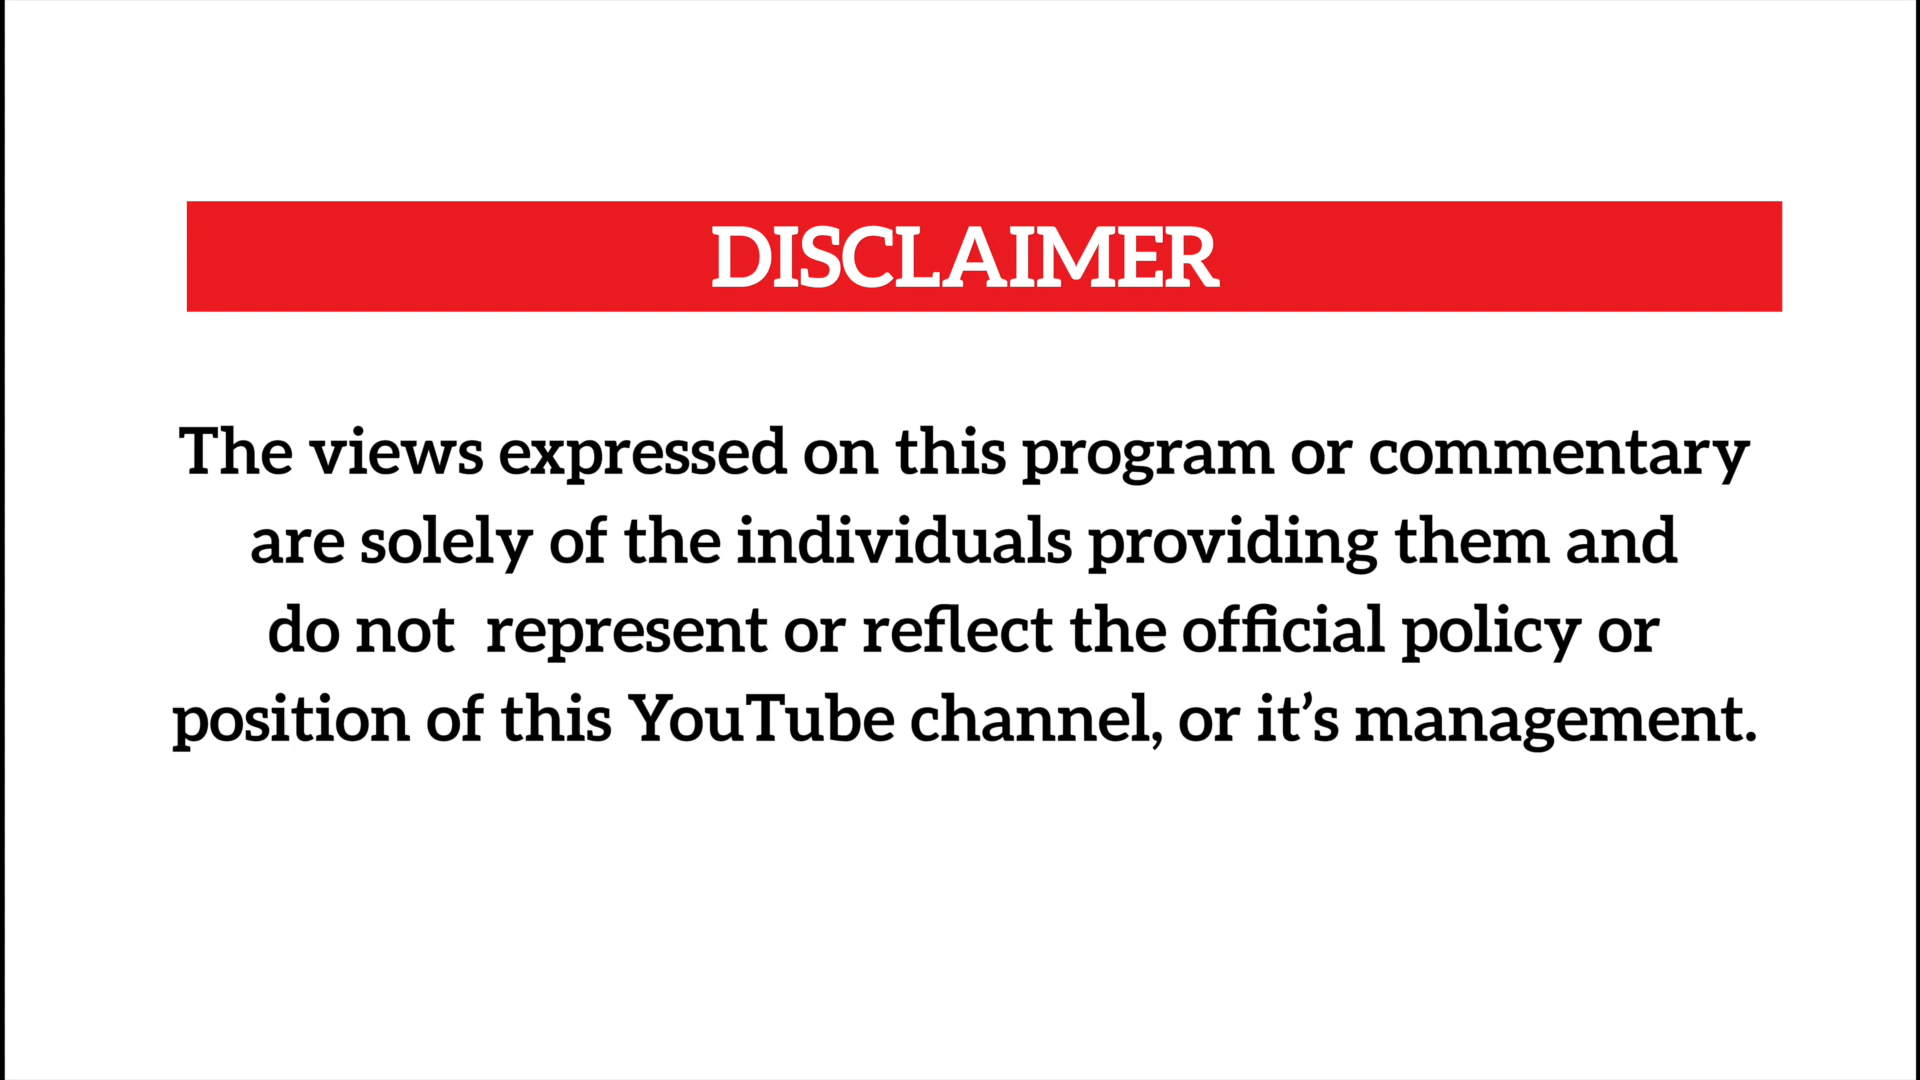 DISCLAIMER
The views expressed on this program or commentary
are solely of the individuals providing them and
do not  represent or reflect the official policy or
position of this YouTube channel, or it’s management.